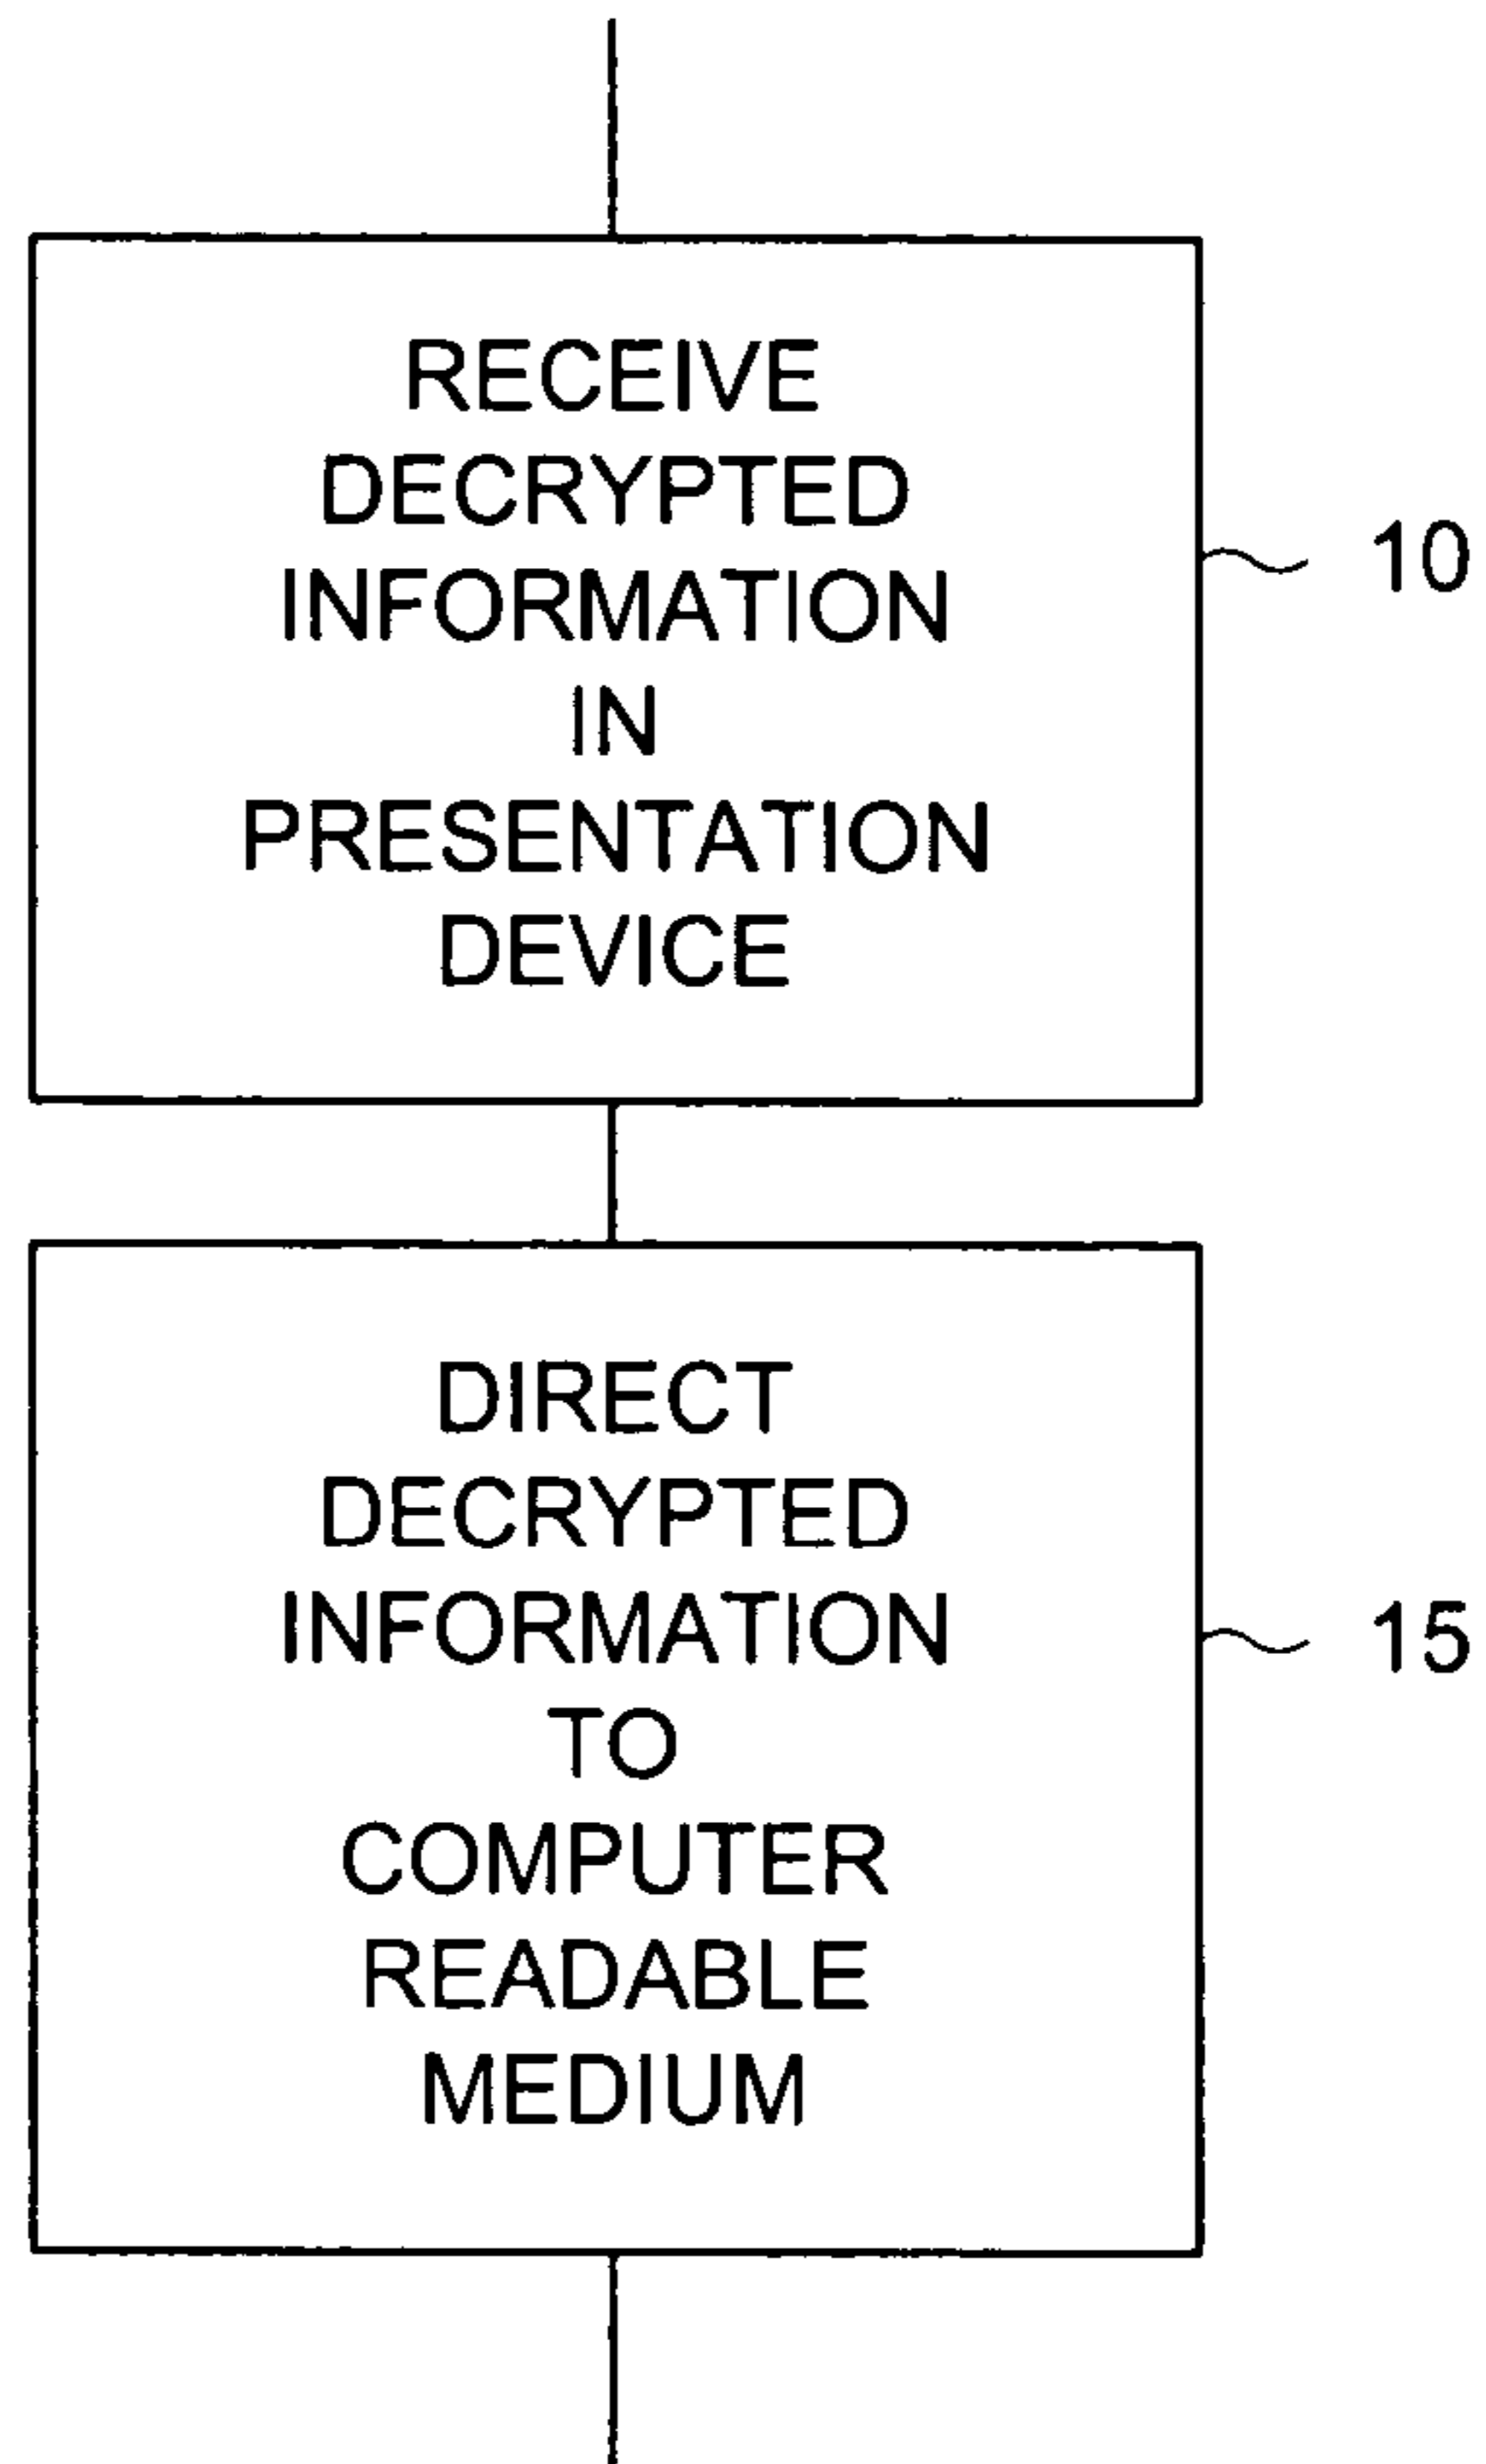 RECEIVE
DECRYPTED
INFORMATION
IN
PRESENTATION
DEVICE
10
DIRECT
DECRYPTED
INFORMATION
TO
COMPUTER
READABLE
MEDIUM
15